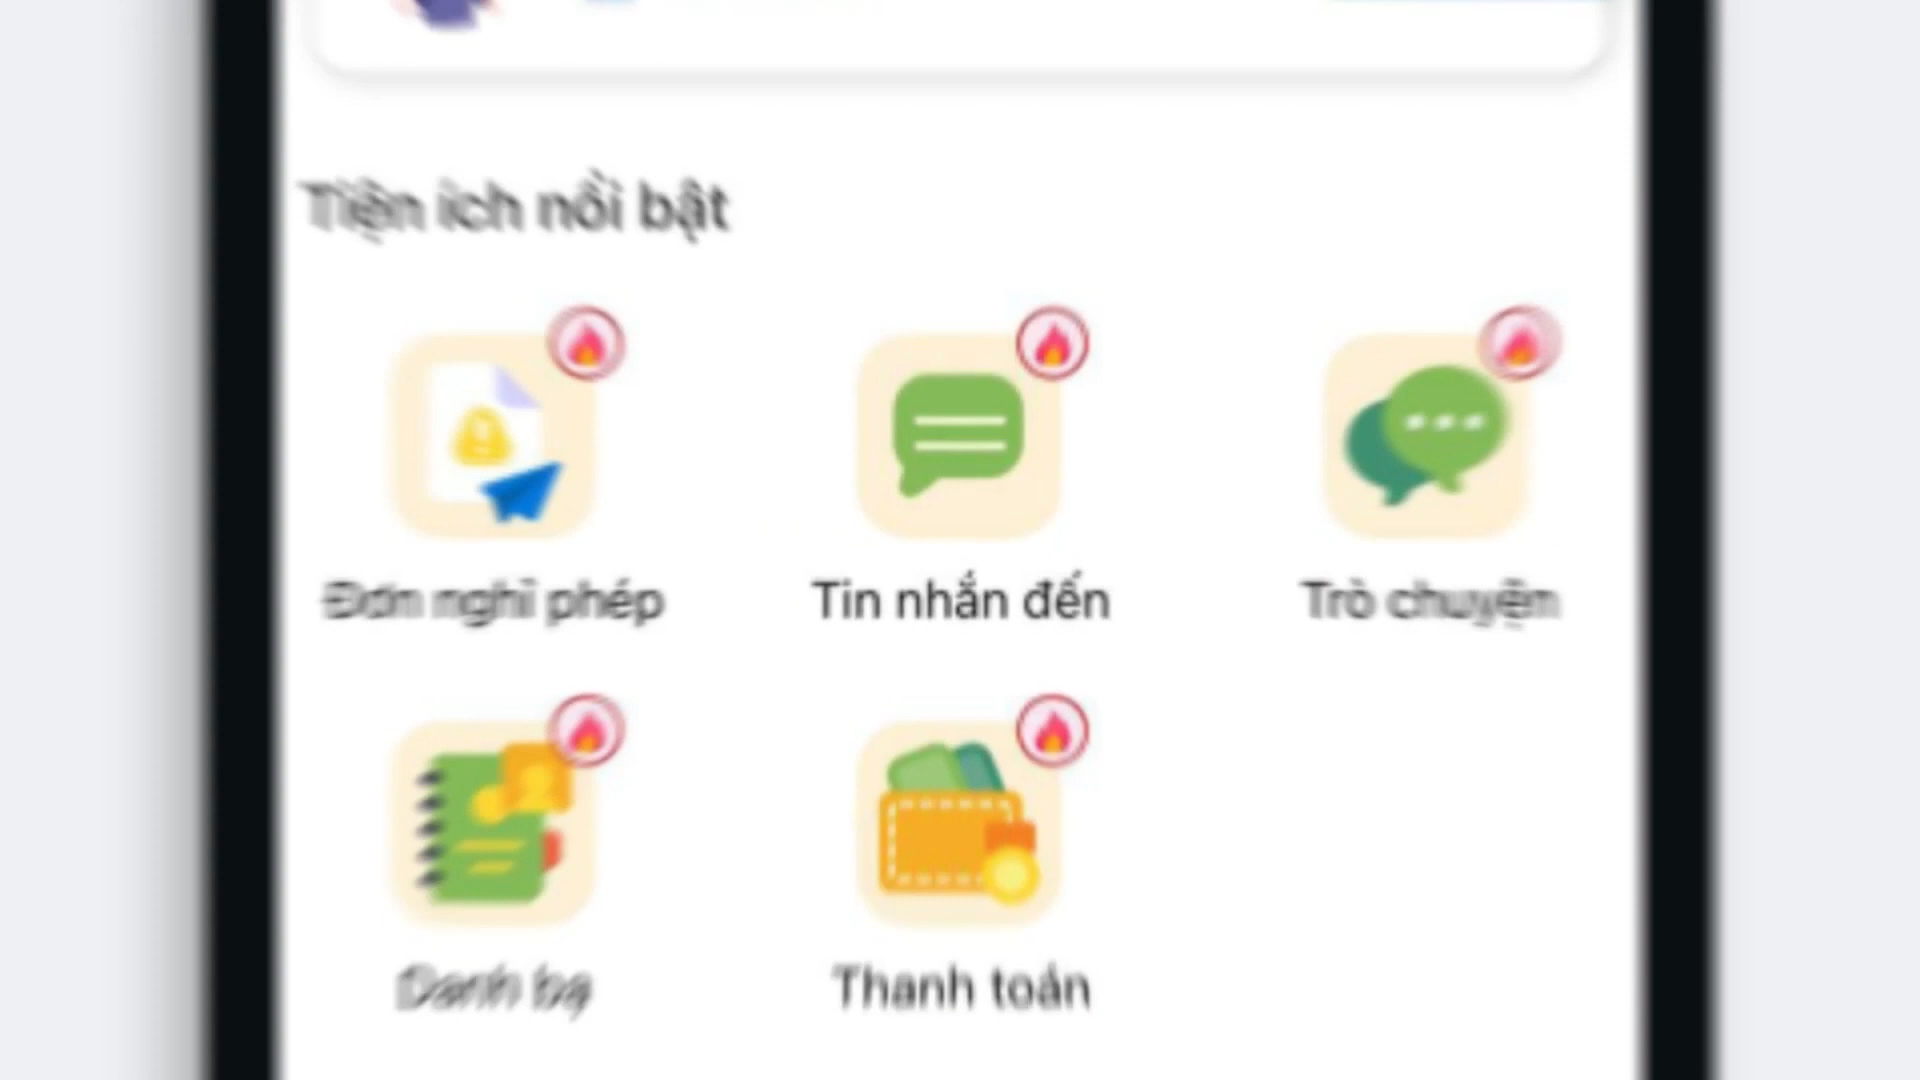 Tiện ích nổi bật
Đơn nghỉ phép
Tin nhắn đến
Trò chuyện
Danh bạ
Thanh toán